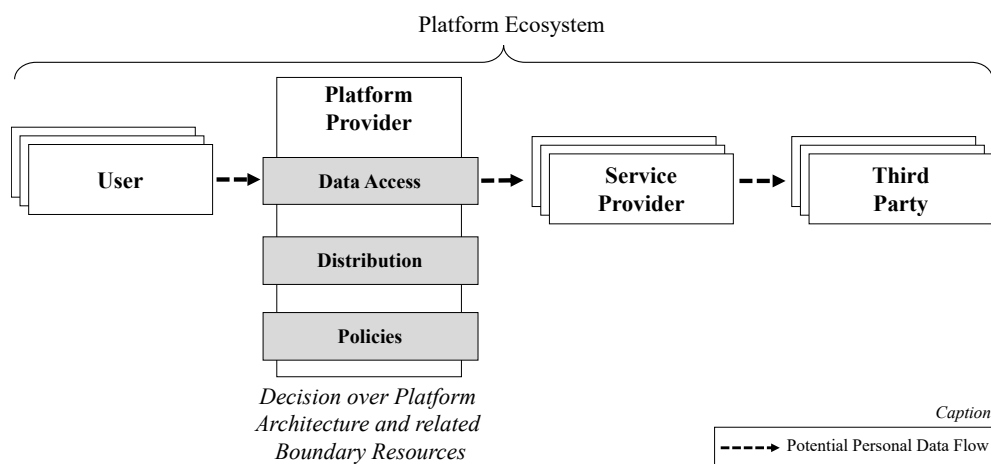 Platform Ecosystem
Platform
Provider
User
Data Access
Service
Provider
Third
Party
Distribution
Policies
Decision over Platform
Architecture and related
Boundary Resources
Caption
Potential Personal Data Flow